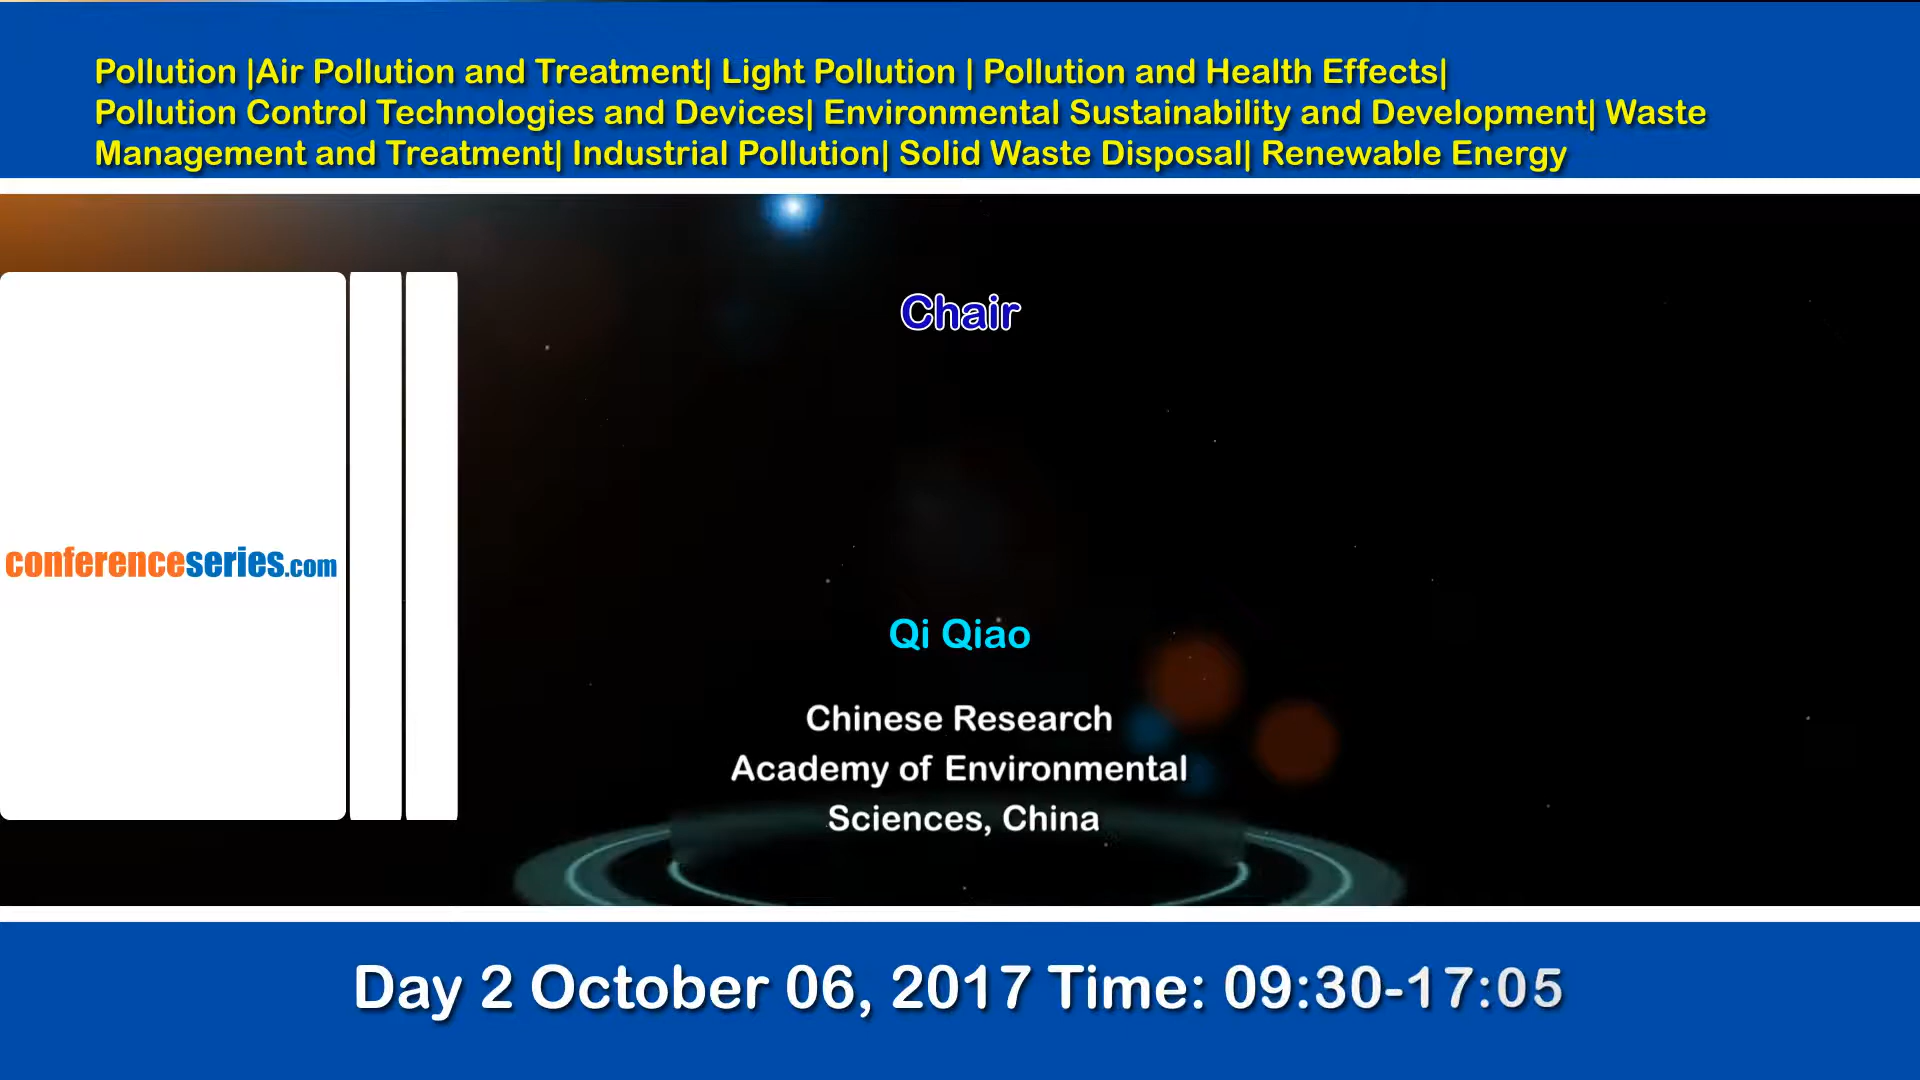 Pollution |Air Pollution and Treatment| Light Pollution | Pollution and Health Effects|
Pollution Control Technologies and Devices| Environmental Sustainability and Development| Waste
Management and Treatment| Industrial Pollution| Solid Waste Disposal| Renewable Energy
Chair
conferenceseries.com
Qi Qiao
Chinese Research
Academy of Environmental
Sciences, China
Day 2 October 06, 2017 Time: 09:30-17:05